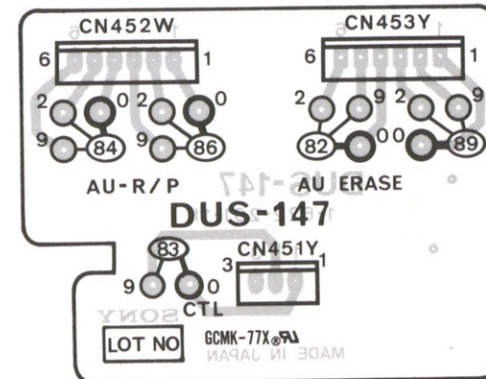 CN452W
CN453Y
6 1
6 1
2 0 2 0
2 9 2 9
9 84 9 86
82 0 0 89
AU-R/P
AU ERASE
DUS-147
DUS-147
83
CN451Y
3 1
9 0
CTL
SONY
LOT NO
GCMK-77X®
MADE IN JAPAN